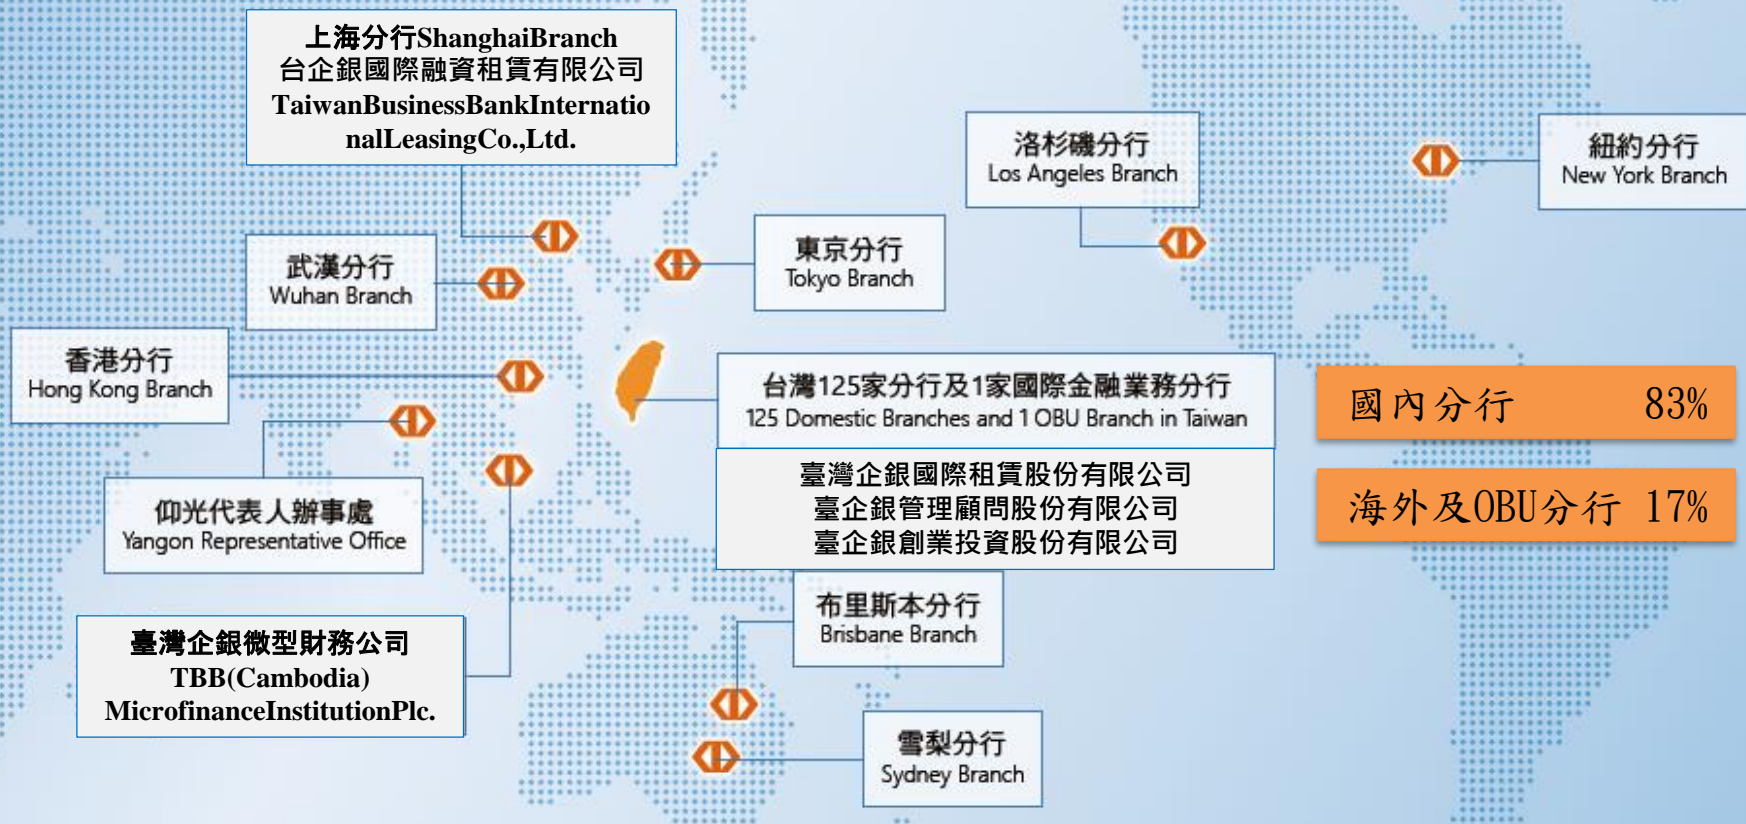 上海分行ShanghaiBranch
台企銀國際融資租賃有限公司
TaiwanBusinessBankInternatio
nalLeasingCo.,Ltd.
洛杉磯分行
Los Angeles Branch
紐約分行
New York Branch
武漢分行
Wuhan Branch
東京分行
Tokyo Branch
香港分行
Hong Kong Branch
台灣125家分行及1家國際金融業務分行
125 Domestic Branches and 1 OBU Branch in Taiwan
國內分行 83%
臺灣企銀國際租賃股份有限公司
臺企銀管理顧問股份有限公司
臺企銀創業投資股份有限公司
海外及OBU分行 17%
仰光代表人辦事處
Yangon Representative Office
布里斯本分行
Brisbane Branch
臺灣企銀微型財務公司
TBB(Cambodia)
MicrofinanceInstitutionPlc.
雪梨分行
Sydney Branch